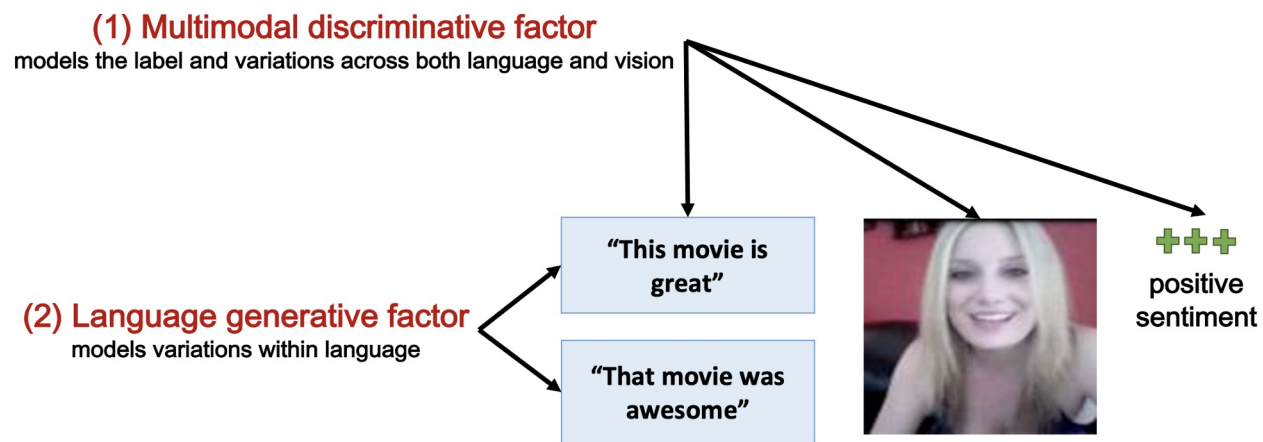 (1) Multimodal discriminative factor
models the label and variations across both language and vision
“This movie is
great”
+++
positive
sentiment
(2) Language generative factor
models variations within language
“That movie was
awesome”